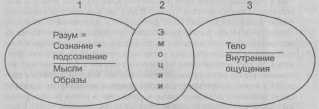 1
2
3
Разум =
Сознание +
подсознание
Мысли
Образы
Э
м
о
ц
и
и
Тело
Внутренние
ощущения